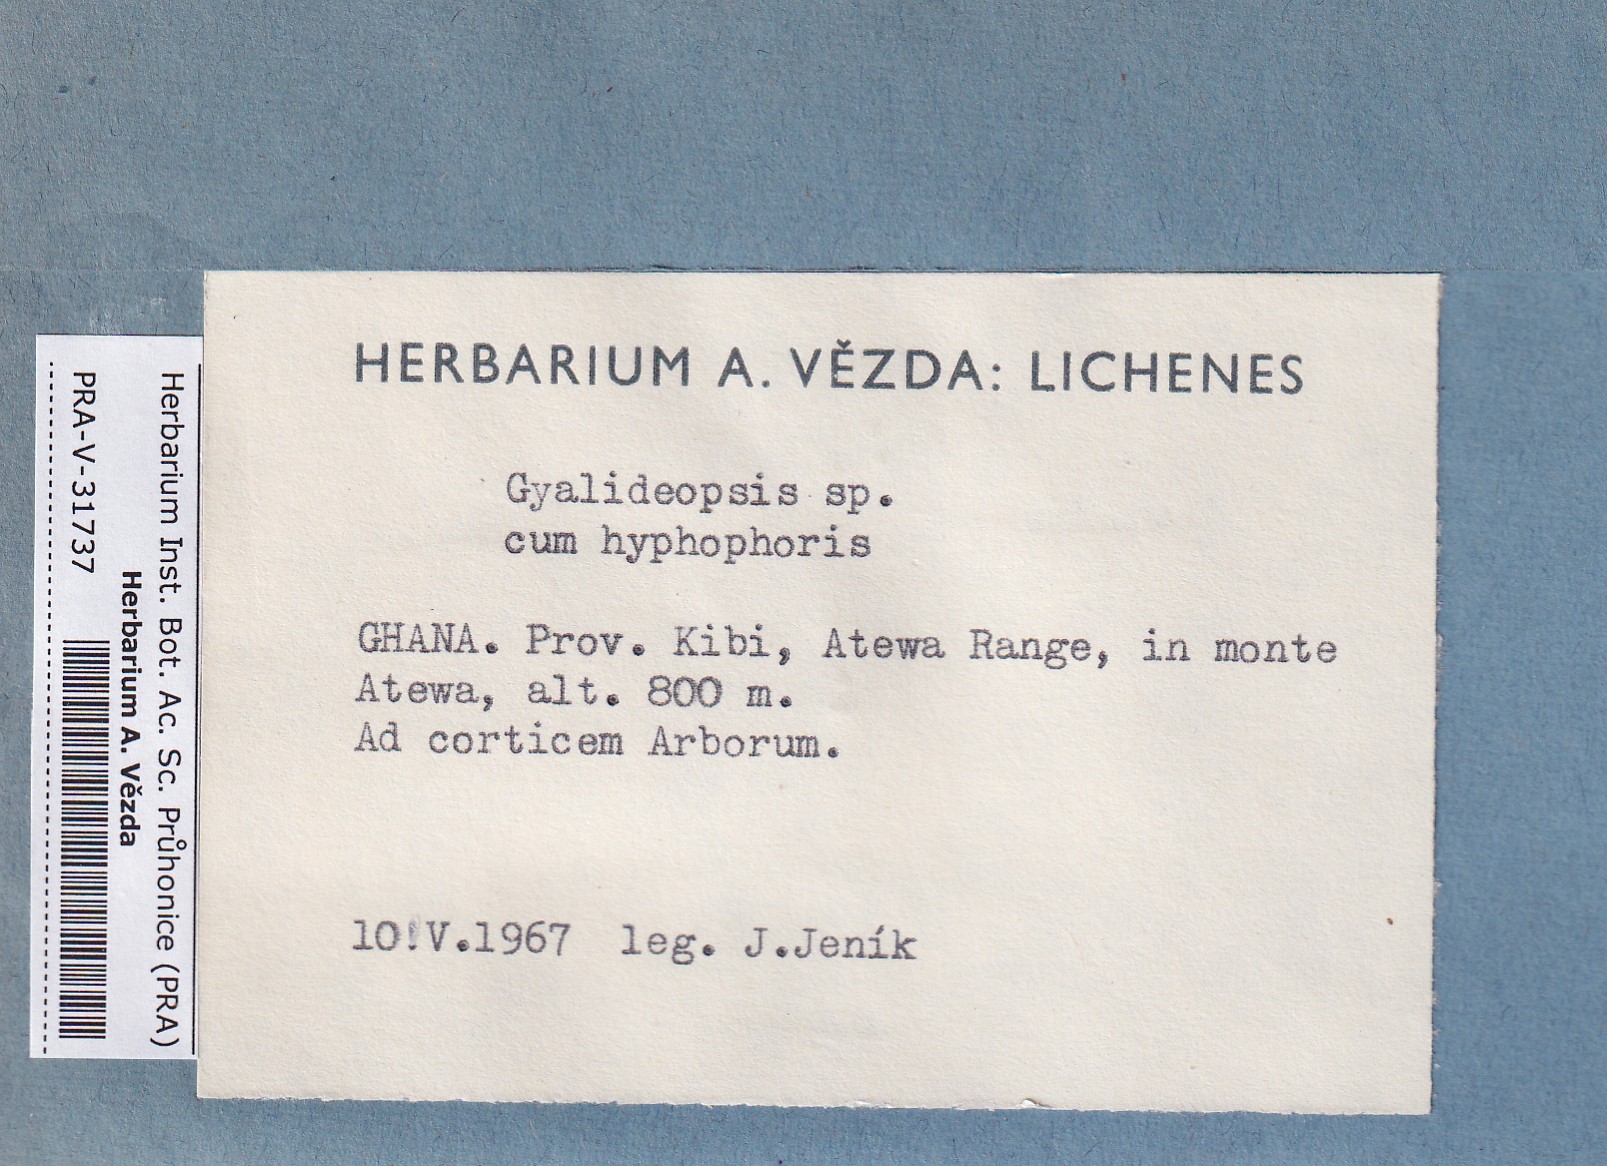 HERBARIUM A. VĚZDA: LICHENES
Gyalideopsis sp.
cum hyphophoris
GHANA. Prov. Kibi, Atewa Range, in monte
Atewa, alt. 800 m.
Ad corticem Arborum.
10!V.1967 leg. J.Jeník
Herbarium Inst. Bot. Ac. Sc. Průhonice (PRA)
Herbarium A. Vězda
PRA-V-31737